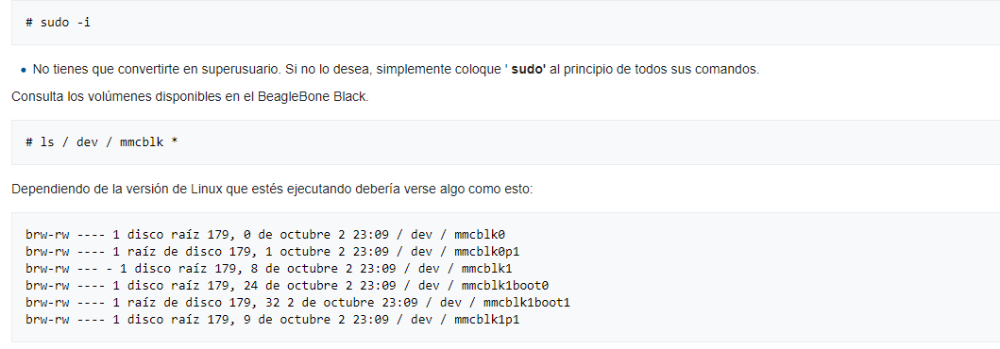 # sudo -i
No tienes que convertirte en superusuario. Si no lo desea, simplemente coloque ' sudo' al principio de todos sus comandos.
Consulta los volúmenes disponibles en el BeagleBone Black.
# ls / dev / mmcblk *
Dependiendo de la versión de Linux que estés ejecutando debería verse algo como esto:
brw-rw ---- 1 disco raíz 179, 0 de octubre 2 23:09 / dev / mmcblk0
brw-rw ---- 1 raíz de disco 179, 1 octubre 2 23:09 / dev / mmcblk0p1
brw-rw --- - 1 disco raíz 179, 8 de octubre 2 23:09 / dev / mmcblk1
brw-rw ---- 1 disco raíz 179, 24 de octubre 2 23:09 / dev / mmcblk1boot0
brw-rw ---- 1 raíz de disco 179, 32 2 de octubre 23:09 / dev / mmcblk1boot1
brw-rw ---- 1 disco raíz 179, 9 de octubre 2 23:09 / dev / mmcblk1p1